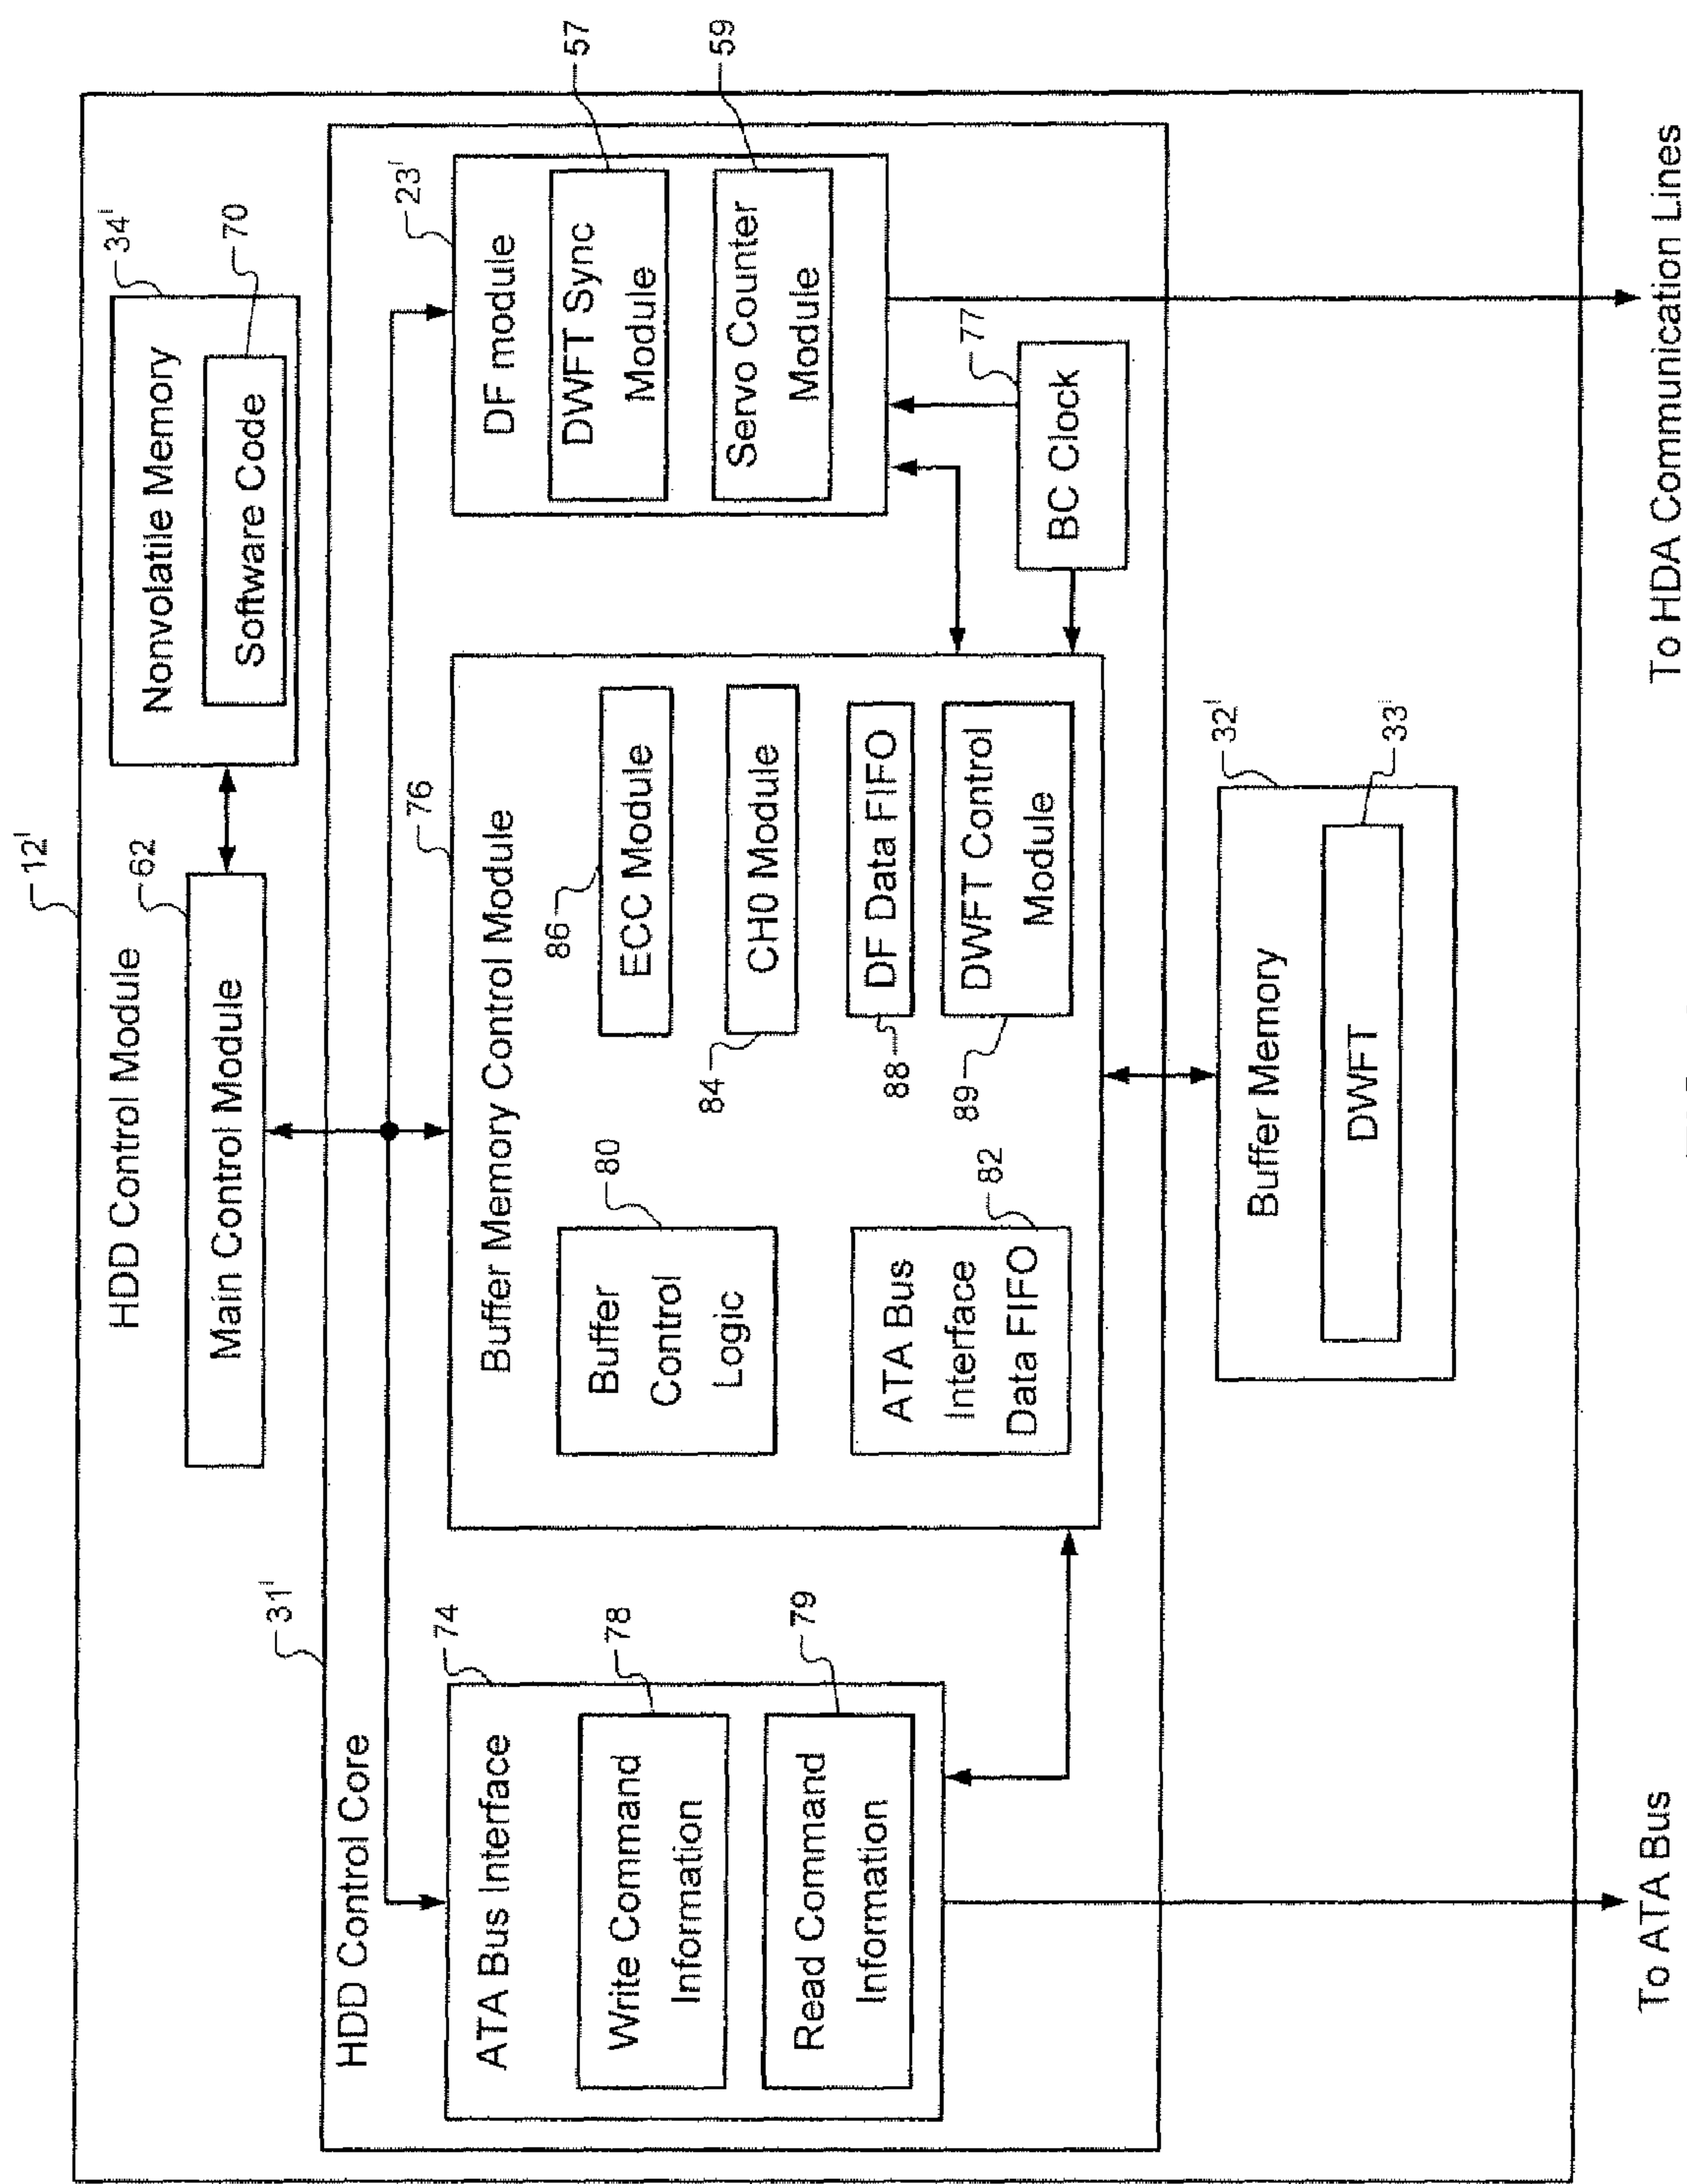 12'
HDD Control Module
62
Main Control Module
34'
Nonvolatile Memory
70
Software Code
31'
HDD Control Core
74
ATA Bus Interface
78
Write Command
Information
79
Read Command
Information
76
Buffer Memory Control Module
80
Buffer
Control
Logic
82
ATA Bus
Interface
Data FIFO
86
ECC Module
84
CH0 Module
88
DF Data FIFO
89
DWFT Control
Module
23'
DF module
57
DWFT Sync
Module
59
Servo Counter
Module
77
BC Clock
32'
Buffer Memory
33'
DWFT
To ATA Bus
To HDA Communication Lines